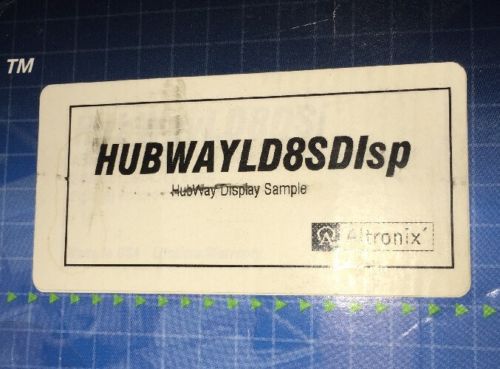 TM
HUBWAYLD8SDIsp
HubWay Display Sample
Altronix